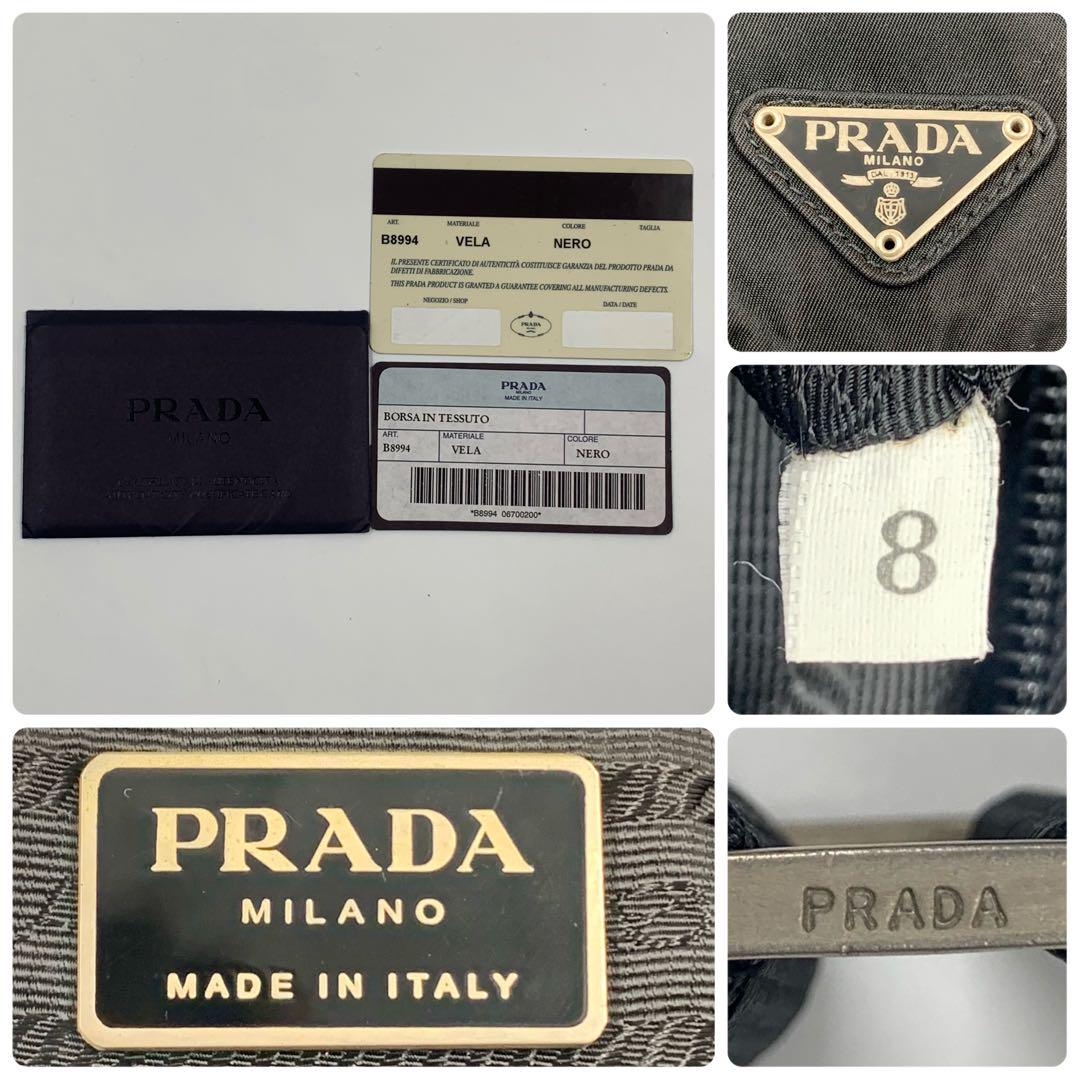 ART. MATERIALE COLORE TAGLIA
B8994 VELA NERO
IL PRESENTE CERTIFICATO DI AUTENTICITÀ COSTITUISCE GARANZIA DEL PRODOTTO PRADA DA
DIFETTI DI FABBRICAZIONE.
THIS PRADA PRODUCT IS GRANTED A GUARANTEE COVERING ALL MANUFACTURING DEFECTS.
NEGOZIO / SHOP DATA / DATE
PRADA
PRADA
MILANO
PRADA
MILANO
MADE IN ITALY
BORSA IN TESSUTO
ART. MATERIALE COLORE
B8994 VELA NERO
*B8994 06700200*
PRADA
MILANO
DAL 1913
8
PRADA
MILANO
MADE IN ITALY
PRADA